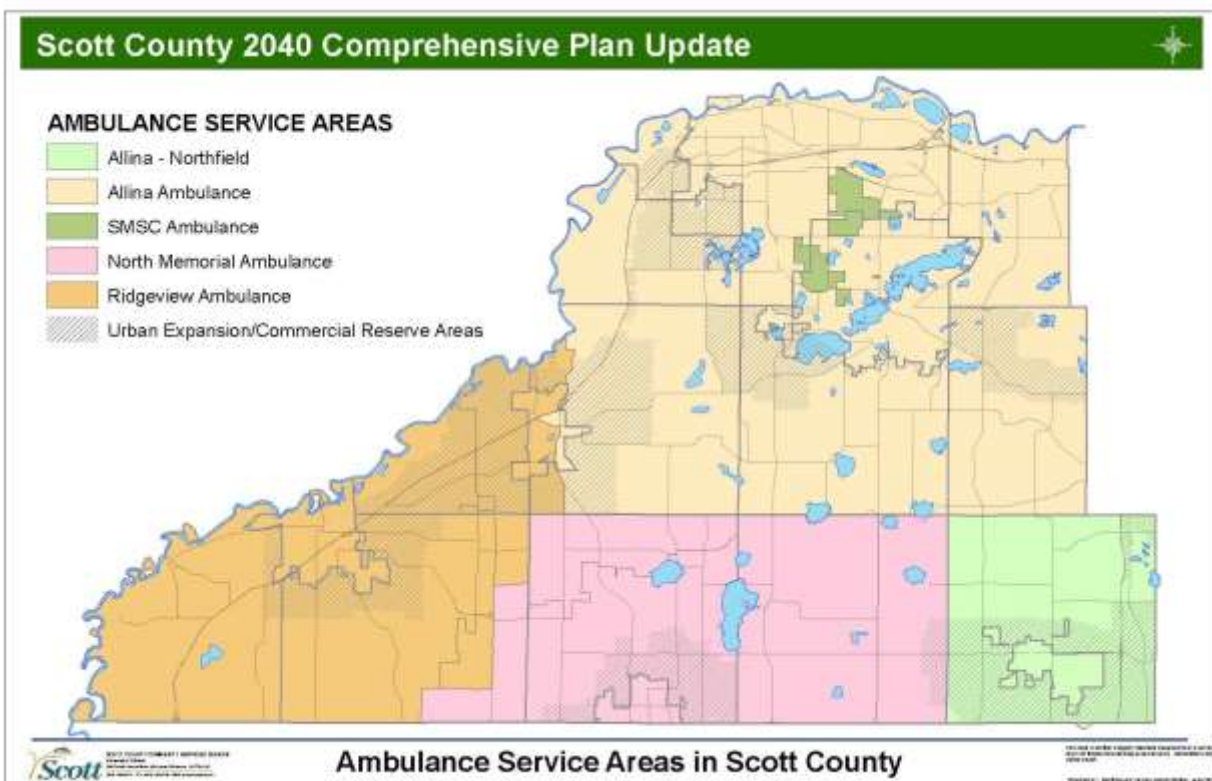 Scott County 2040 Comprehensive Plan Update
AMBULANCE SERVICE AREAS
Allina - Northfield
Allina Ambulance
SMSC Ambulance
North Memorial Ambulance
Ridgeview Ambulance
Urban Expansion/Commercial Reserve Areas
Scott
Ambulance Service Areas in Scott County